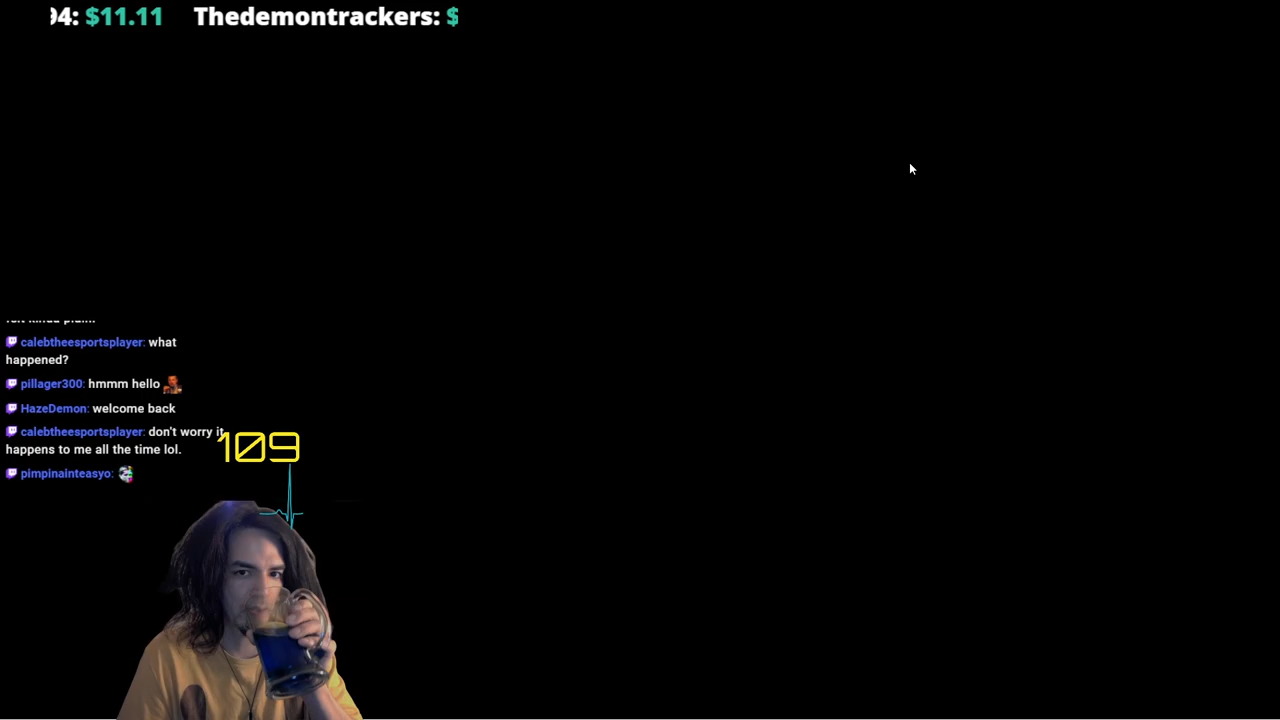 94: $11.11 Thedemontrackers: $
calebtheesportsplayer: what
happened?
pillager300: hmmm hello
HazeDemon: welcome back
calebtheesportsplayer: don't worry it
happens to me all the time lol.
109
pimpinainteasyo: